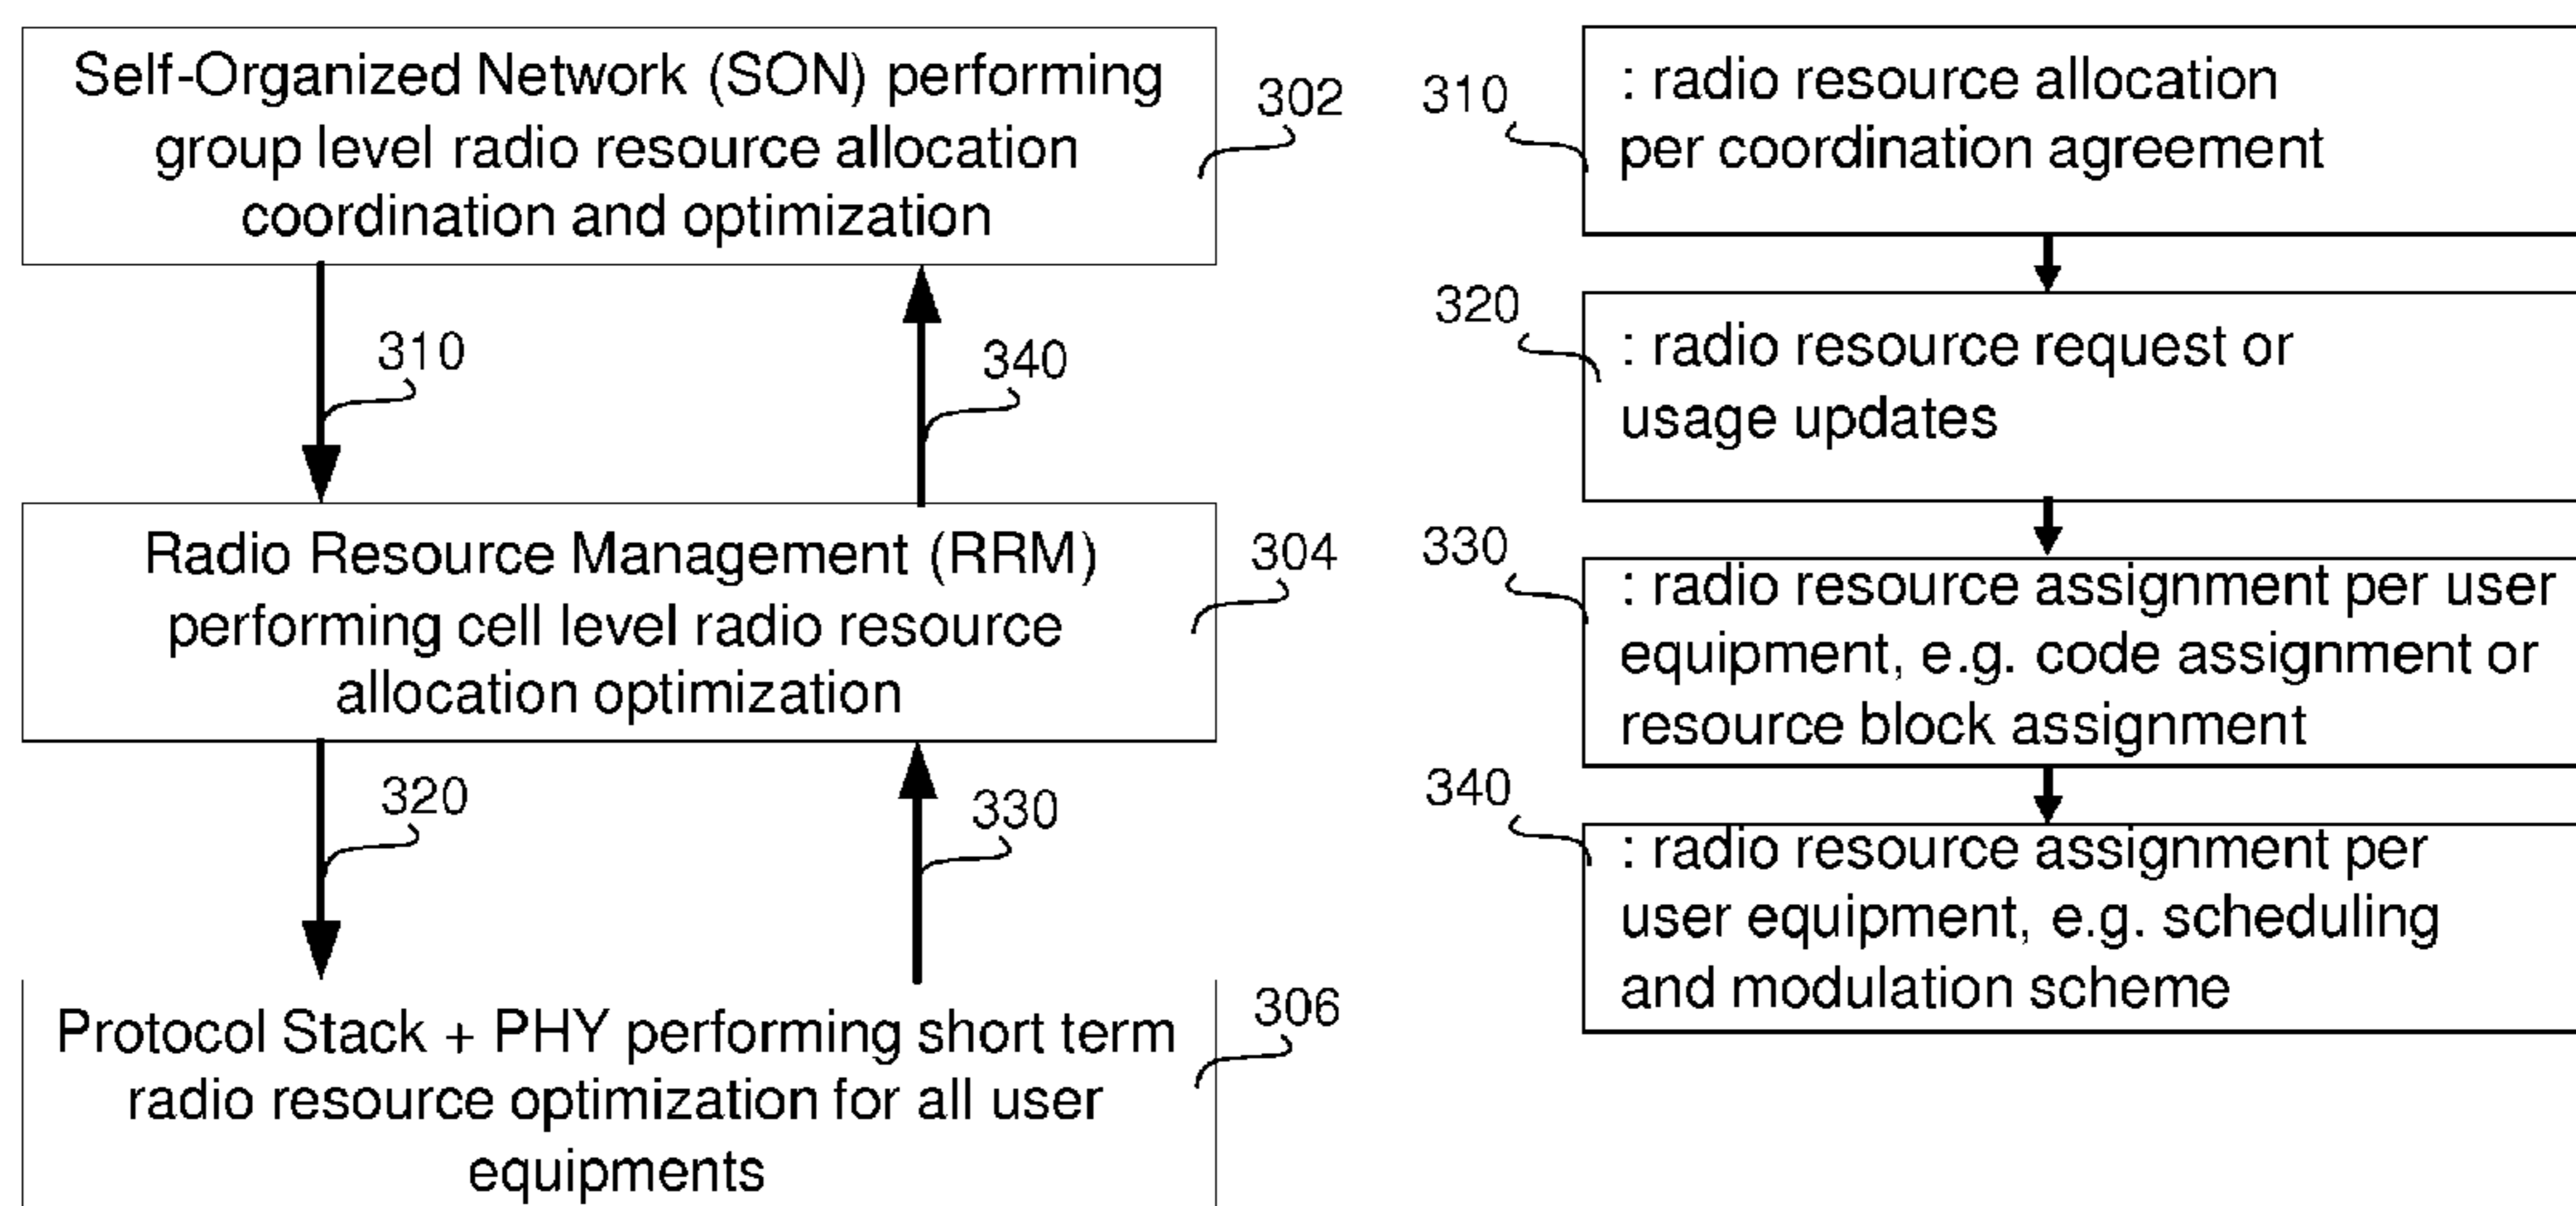 Self-Organized Network (SON) performing
group level radio resource allocation
coordination and optimization
302
310
340
Radio Resource Management (RRM)
performing cell level radio resource
allocation optimization
304
320
330
Protocol Stack + PHY performing short term
radio resource optimization for all user
equipments
306
310
: radio resource allocation
per coordination agreement
320
: radio resource request or
usage updates
330
: radio resource assignment per user
equipment, e.g. code assignment or
resource block assignment
340
: radio resource assignment per
user equipment, e.g. scheduling
and modulation scheme